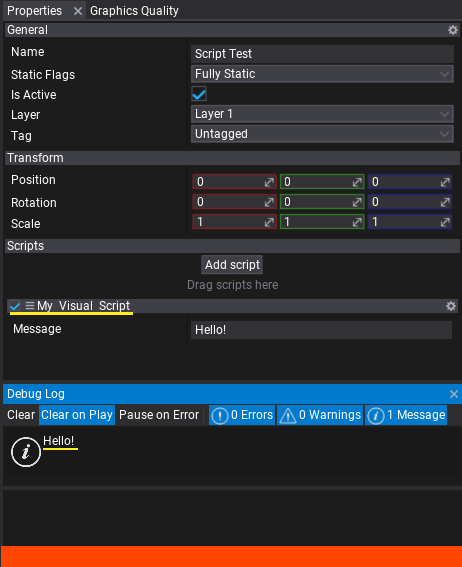 Properties Graphics Quality
General
Name Script Test
Static Flags Fully Static
Is Active
Layer Layer 1
Tag Untagged
Transform
Position 0 0 0
Rotation 0 0 0
Scale 1 1 1
Scripts
Add script
Drag scripts here
My Visual Script
Message Hello!
Debug Log
Clear Clear on Play Pause on Error 0 Errors 0 Warnings 1 Message
Hello!